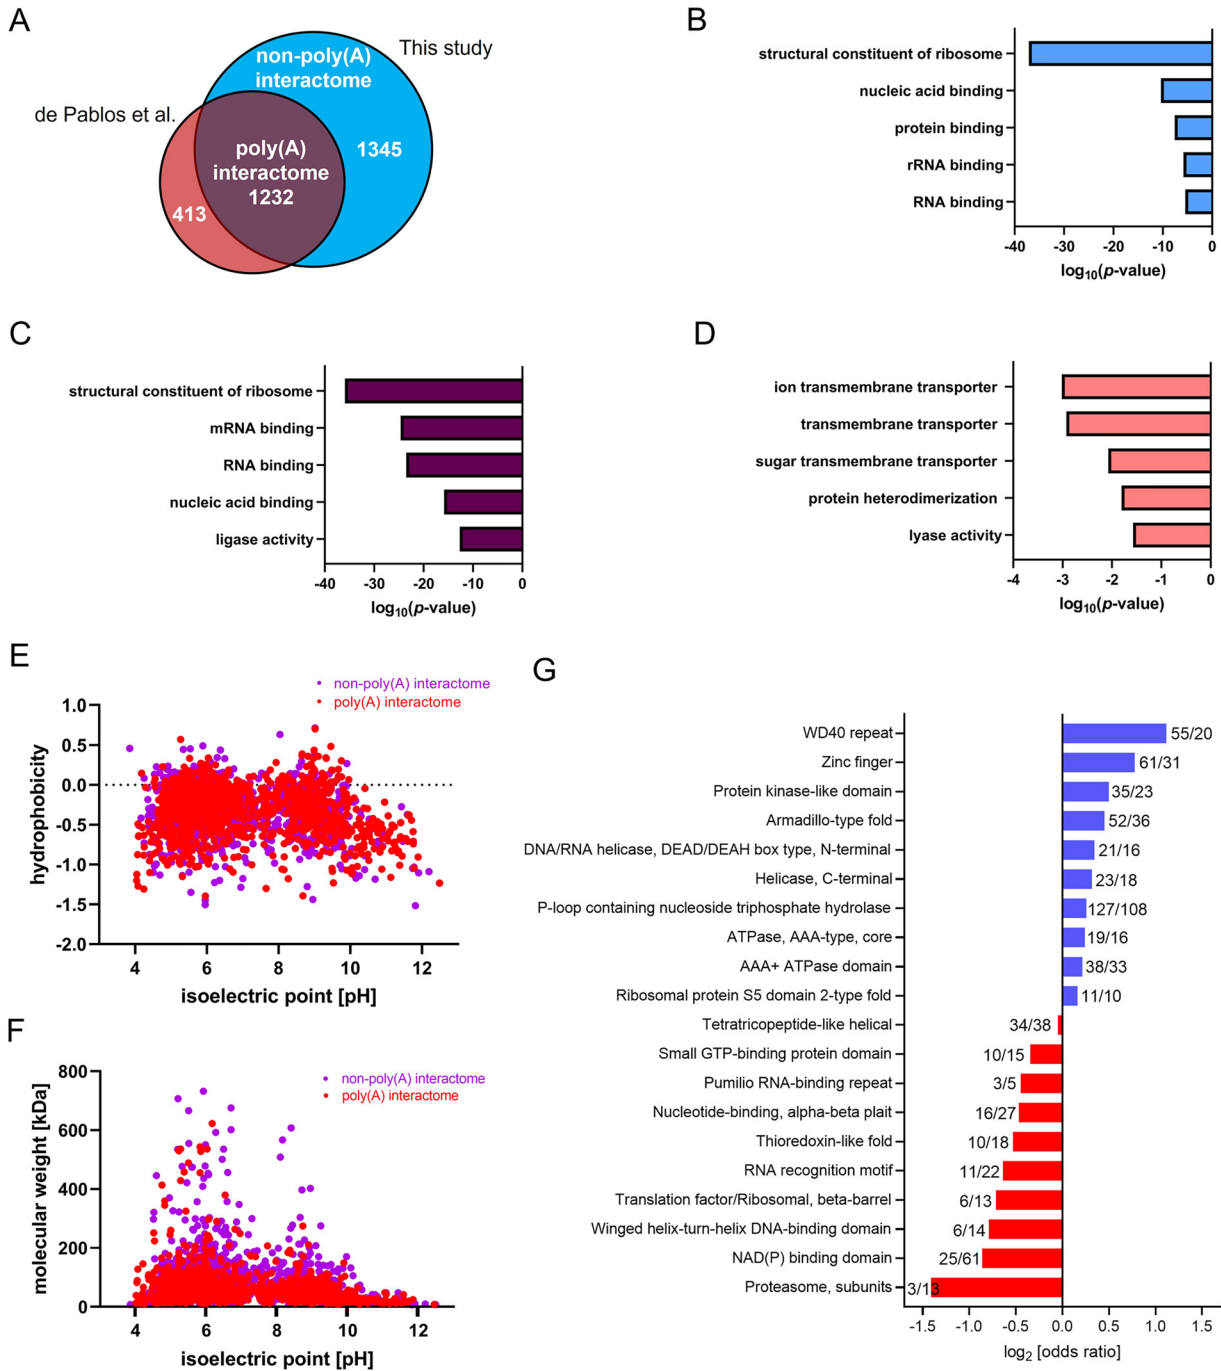 A
non-poly(A)
interactome
This study
de Pablos et al.
poly(A)
interactome
1232
1345
413
B
structural constituent of ribosome
nucleic acid binding
protein binding
rRNA binding
RNA binding
-40 -30 -20 -10 0
log10(p-value)
C
structural constituent of ribosome
mRNA binding
RNA binding
nucleic acid binding
ligase activity
-40 -30 -20 -10 0
log10(p-value)
D
ion transmembrane transporter
transmembrane transporter
sugar transmembrane transporter
protein heterodimerization
lyase activity
-4 -3 -2 -1 0
log10(p-value)
E
non-poly(A) interactome
poly(A) interactome
hydrophobicity
1.0
0.5
0.0
-0.5
-1.0
-1.5
-2.0
4 6 8 10 12
isoelectric point [pH]
F
non-poly(A) interactome
poly(A) interactome
molecular weight [kDa]
800
600
400
200
0
4 6 8 10 12
isoelectric point [pH]
G
WD40 repeat 55/20
Zinc finger 61/31
Protein kinase-like domain 35/23
Armadillo-type fold 52/36
DNA/RNA helicase, DEAD/DEAH box type, N-terminal 21/16
Helicase, C-terminal 23/18
P-loop containing nucleoside triphosphate hydrolase 127/108
ATPase, AAA-type, core 19/16
AAA+ ATPase domain 38/33
Ribosomal protein S5 domain 2-type fold 11/10
Tetratricopeptide-like helical 34/38
Small GTP-binding protein domain 10/15
Pumilio RNA-binding repeat 3/5
Nucleotide-binding, alpha-beta plait 16/27
Thioredoxin-like fold 10/18
RNA recognition motif 11/22
Translation factor/Ribosomal, beta-barrel 6/13
Winged helix-turn-helix DNA-binding domain 6/14
NAD(P) binding domain 25/61
Proteasome, subunits 3/13
-1.5 -1.0 -0.5 0.0 0.5 1.0 1.5
log2 [odds ratio]